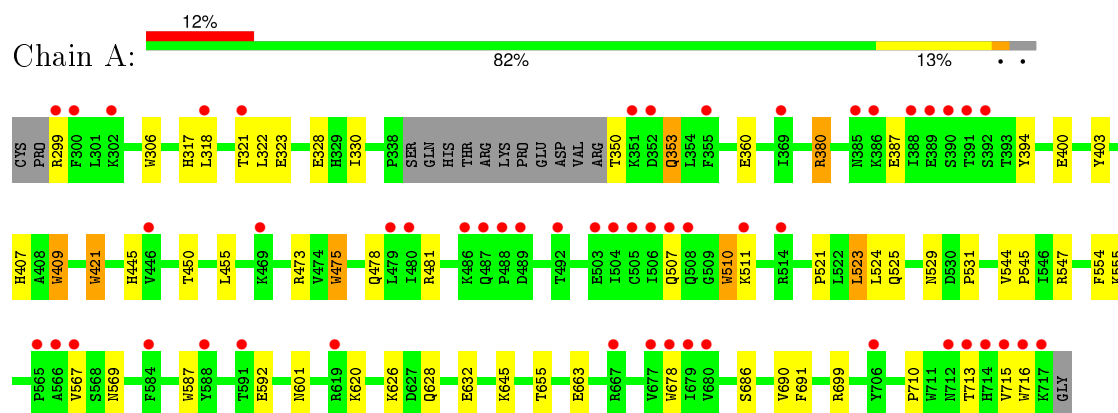 12%
Chain A:
82% 13% • •
CYS PRO R299 F300 L301 K302 W306 H317 L318 T321 L322 E323 E328 H329 I330 P338 SER GLN HIS THR ARG LYS PRO GLU ASP VAL ARG T350 K351 D352 Q353 L354 F355 E360 I369 R380 N385 K386 E387 I388 E389 S390 T391 S392 T393 Y394 E400 Y403
H407 A408 W409 W421 H445 V446 T450 L455 K469 R473 V474 W475 Q478 L479 I480 R481 K486 Q487 P488 D489 T492 E503 I504 C505 I506 Q507 Q508 G509 W510 K511 R514 P521 L522 L523 L524 Q525 N529 D530 P531 V544 P545 I546 R547 F554 K555
P565 A566 V567 S568 N569 F584 W587 Y588 T591 E592 N601 R619 K620 K626 D627 Q628 E632 K645 T655 E663 R667 V677 W678 I679 V680 S686 V690 F691 R699 Y706 P710 W711 N712 T713 H714 V715 W716 K717 GLY